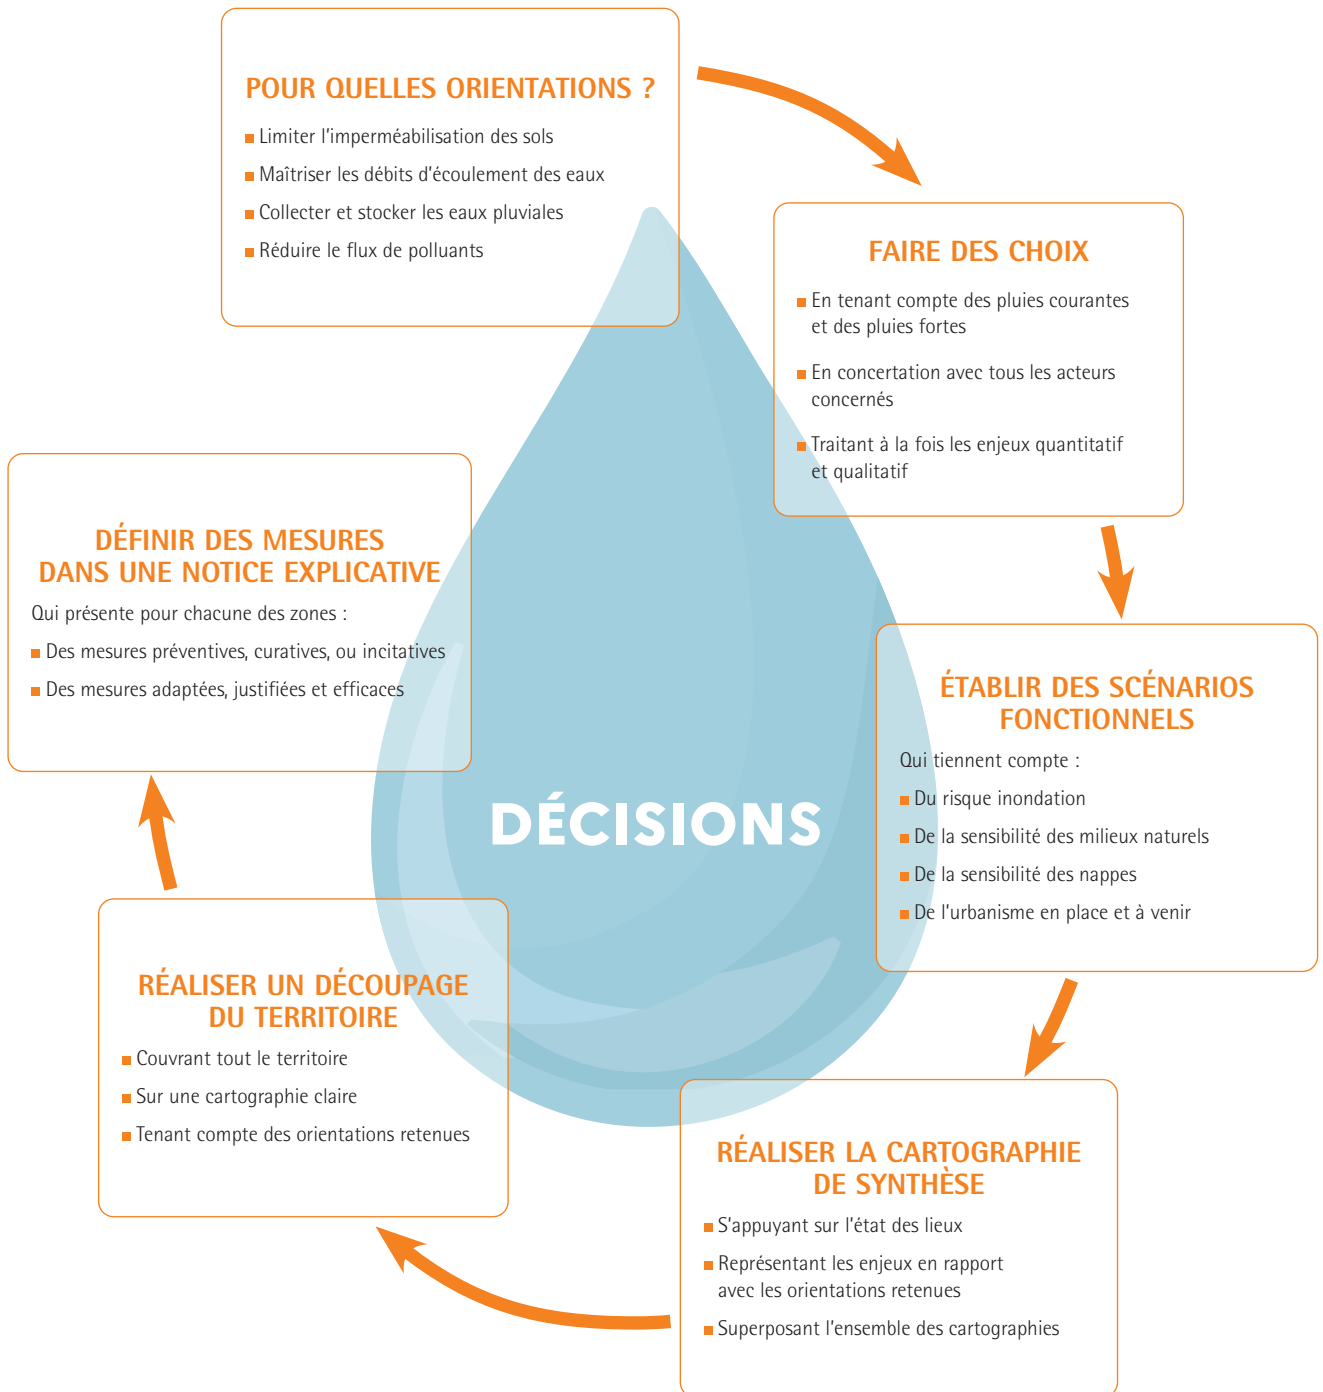 POUR QUELLES ORIENTATIONS ?
■ Limiter l'imperméabilisation des sols
■ Maîtriser les débits d'écoulement des eaux
■ Collecter et stocker les eaux pluviales
■ Réduire le flux de polluants
FAIRE DES CHOIX
■ En tenant compte des pluies courantes
et des pluies fortes
■ En concertation avec tous les acteurs
concernés
■ Traitant à la fois les enjeux quantitatif
et qualitatif
ÉTABLIR DES SCÉNARIOS
FONCTIONNELS
Qui tiennent compte :
■ Du risque inondation
■ De la sensibilité des milieux naturels
■ De la sensibilité des nappes
■ De l'urbanisme en place et à venir
RÉALISER LA CARTOGRAPHIE
DE SYNTHÈSE
■ S'appuyant sur l'état des lieux
■ Représentant les enjeux en rapport
avec les orientations retenues
■ Superposant l'ensemble des cartographies
RÉALISER UN DÉCOUPAGE
DU TERRITOIRE
■ Couvrant tout le territoire
■ Sur une cartographie claire
■ Tenant compte des orientations retenues
DÉFINIR DES MESURES
DANS UNE NOTICE EXPLICATIVE
Qui présente pour chacune des zones :
■ Des mesures préventives, curatives, ou incitatives
■ Des mesures adaptées, justifiées et efficaces
DÉCISIONS